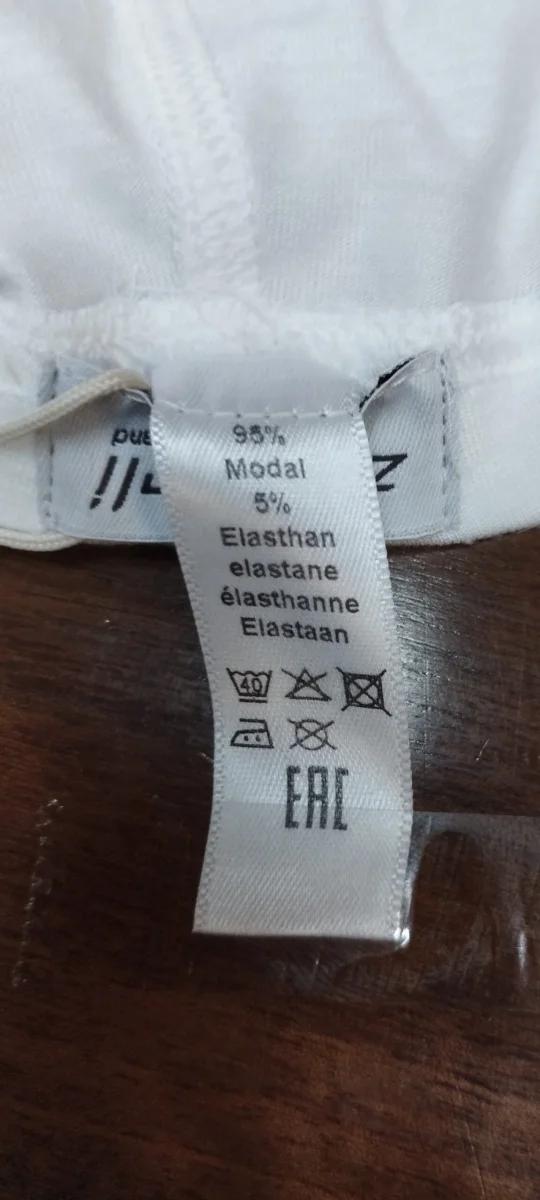 95%
Modal
5%
Elasthan
elastane
élasthanne
Elastaan
40
EAC